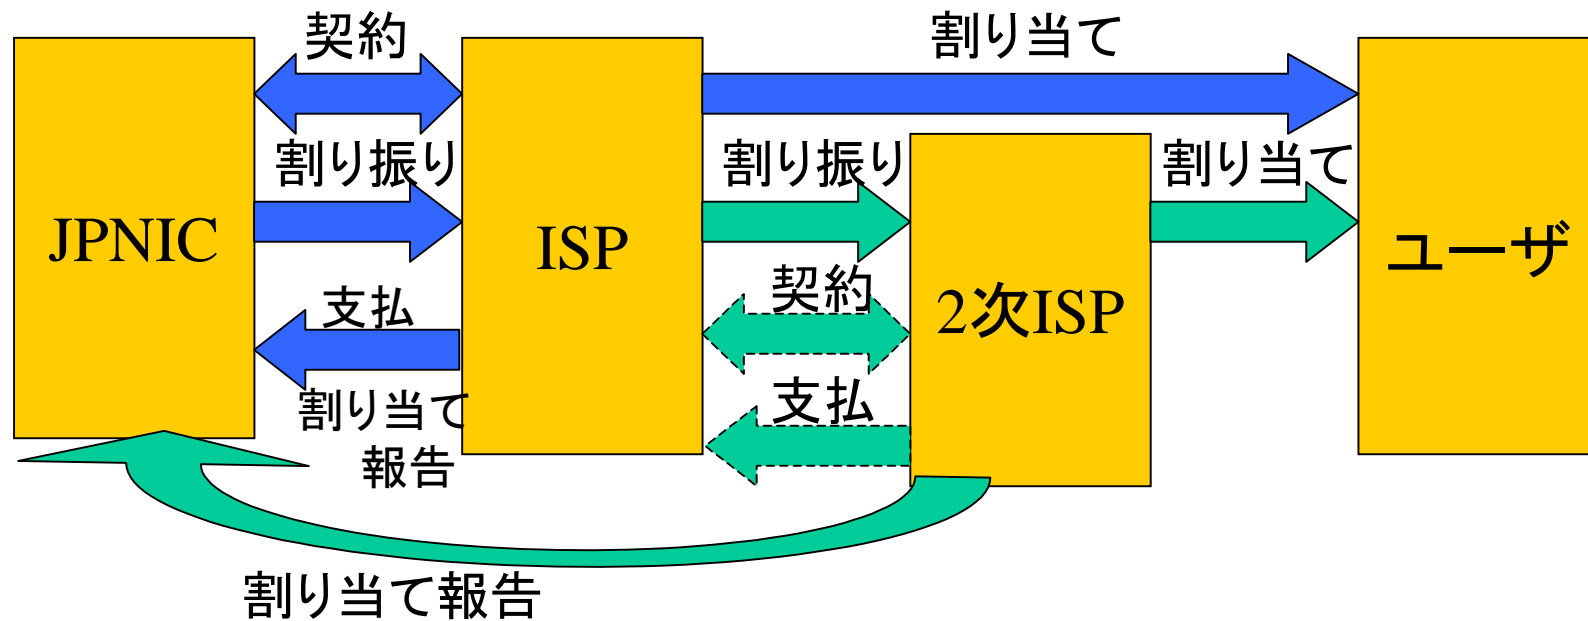 契約
割り当て
割り振り
割り振り
割り当て
JPNIC
ISP
ユーザ
契約
2次ISP
支払
支払
割り当て
報告
割り当て報告